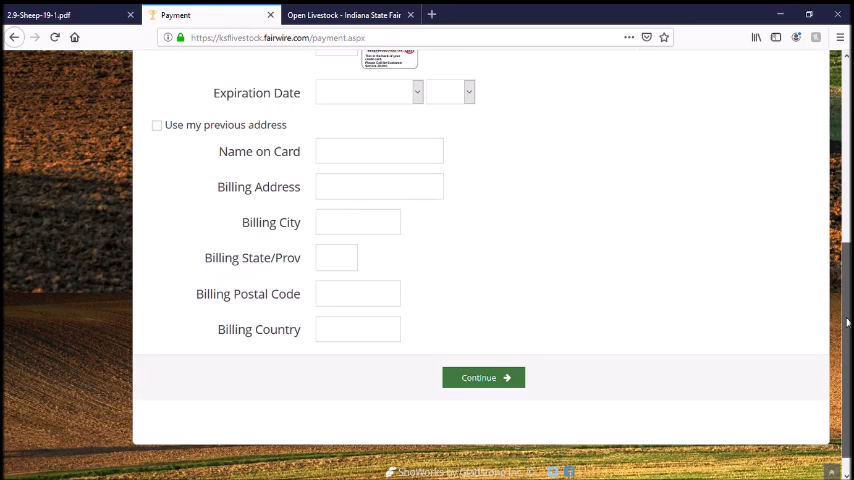 2.9-Sheep-19-1.pdf
Payment
Open Livestock - Indiana State Fair
https://ksflivestock.fairwire.com/payment.aspx
Expiration Date
Use my previous address
Name on Card
Billing Address
Billing City
Billing State/Prov
Billing Postal Code
Billing Country
Continue
ShoWorks by Gladstone Inc. ©